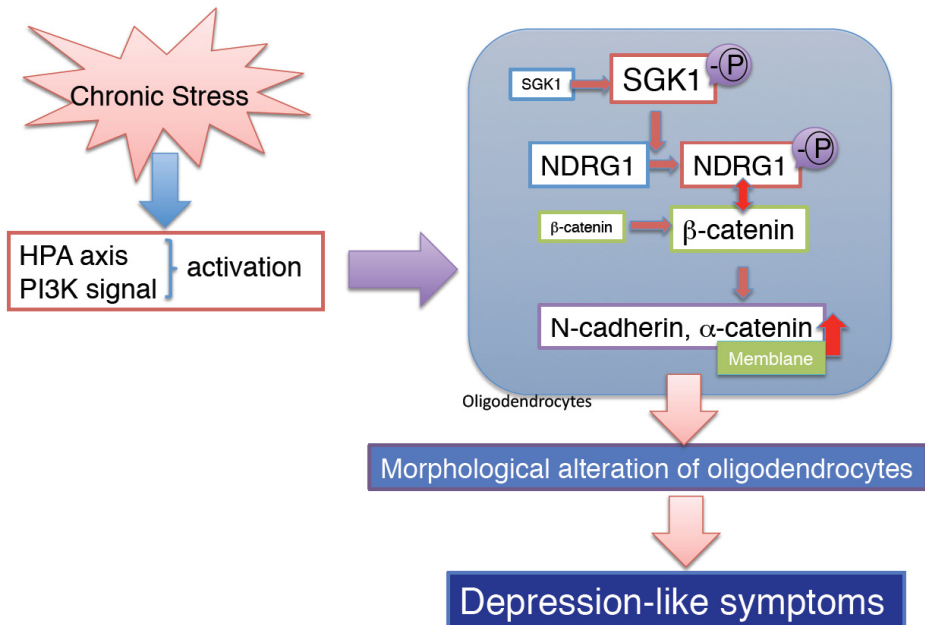 Chronic Stress
HPA axis
PI3K signal
activation
SGK1
SGK1
-P
NDRG1
NDRG1
-P
β-catenin
β-catenin
N-cadherin, α-catenin
Memblane
Oligodendrocytes
Morphological alteration of oligodendrocytes
Depression-like symptoms